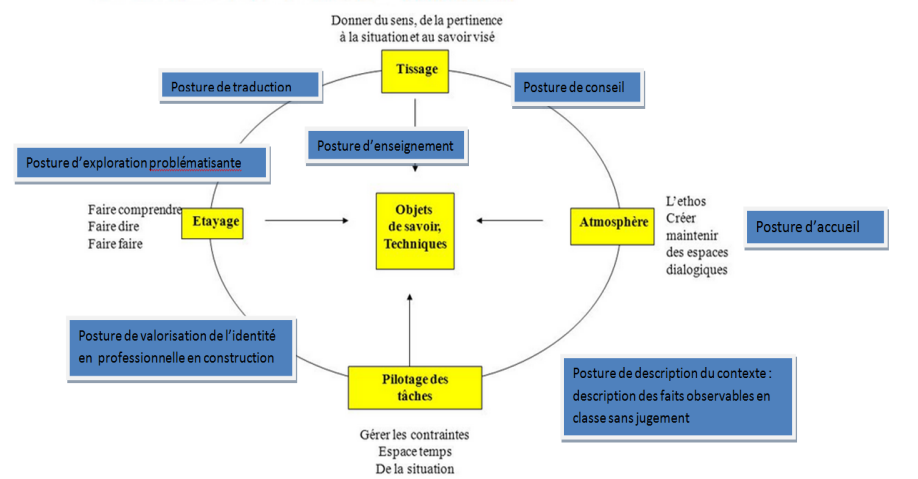 Donner du sens, de la pertinence
à la situation et au savoir visé
Tissage
Posture de traduction
Posture de conseil
Posture d’enseignement
Posture d’exploration problématisante
Faire comprendre
Faire dire
Faire faire
Etayage
Objets
de savoir,
Techniques
Atmosphère
L’ethos
Créer
maintenir
des espaces
dialogiques
Posture d’accueil
Posture de valorisation de l’identité
en professionnelle en construction
Pilotage des
tâches
Posture de description du contexte :
description des faits observables en
classe sans jugement
Gérer les contraintes
Espace temps
De la situation